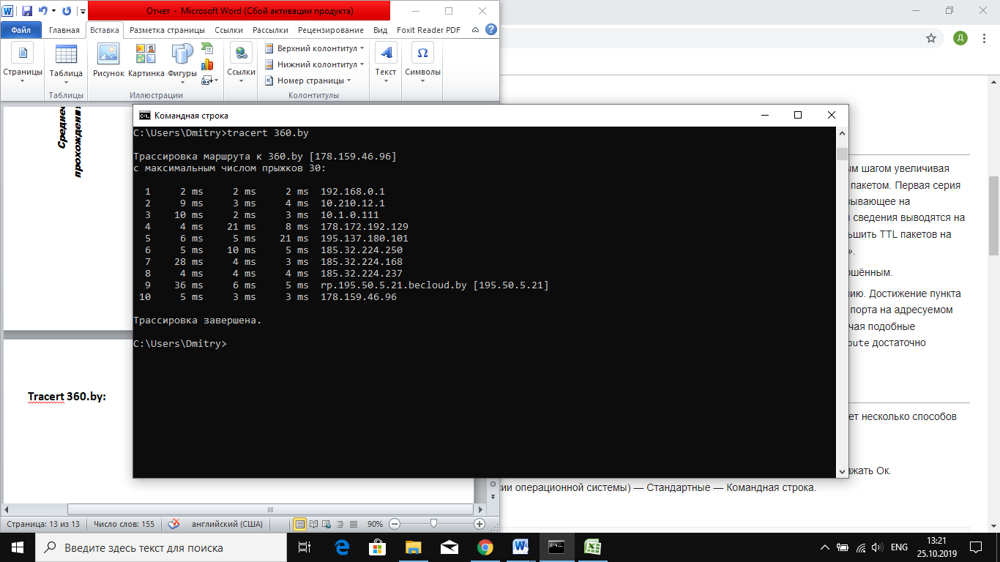 Отчет - Microsoft Word (Сбой активации продукта)
Файл Главная Вставка Разметка страницы Ссылки Рассылки Рецензирование Вид Foxit Reader PDF
Страницы
Таблица
Таблицы
Рисунок Картинка Фигуры
Иллюстрации
Ссылки
Верхний колонтитул
Нижний колонтитул
Номер страницы
Колонтитулы
Текст
Символы
Д
прохождени
Командная строка
C:\Users\Dmitry>tracert 360.by
Трассировка маршрута к 360.by [178.159.46.96]
с максимальным числом прыжков 30:
1 2 ms 2 ms 2 ms 192.168.0.1
2 9 ms 3 ms 4 ms 10.210.12.1
3 10 ms 2 ms 3 ms 10.1.0.111
4 4 ms 21 ms 8 ms 178.172.192.129
5 6 ms 5 ms 21 ms 195.137.180.101
6 5 ms 10 ms 5 ms 185.32.224.250
7 28 ms 4 ms 3 ms 185.32.224.168
8 4 ms 4 ms 4 ms 185.32.224.237
9 36 ms 6 ms 5 ms rp.195.50.5.21.becloud.by [195.50.5.21]
10 5 ms 3 ms 3 ms 178.159.46.96
Трассировка завершена.
C:\Users\Dmitry>
Tracert 360.by:
ым шагом увеличивая
пакетом. Первая серия
зывающее на
и сведения выводятся на
ьшить TTL пакетов на
».
ршённым.
нию. Достижение пункта
порта на адресуемом
чая подобные
oute достаточно
ет несколько способов
ажать Ок.
сии операционной системы) — Стандартные — Командная строка.
Страница: 13 из 13 Число слов: 155 английский (США) 90%
Введите здесь текст для поиска
ENG
13:21
25.10.2019